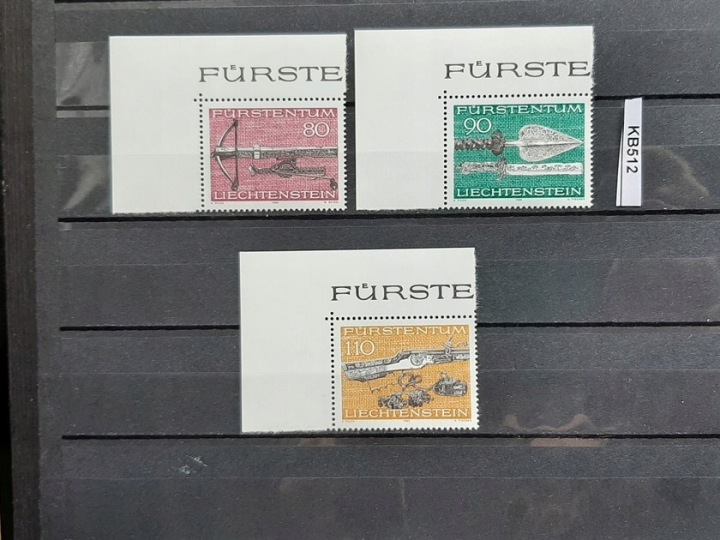 FÜRSTE
FÜRSTENTUM
80
LIECHTENSTEIN
FÜRSTE
FÜRSTENTUM
90
LIECHTENSTEIN
KB512
FÜRSTE
FÜRSTENTUM
110
LIECHTENSTEIN